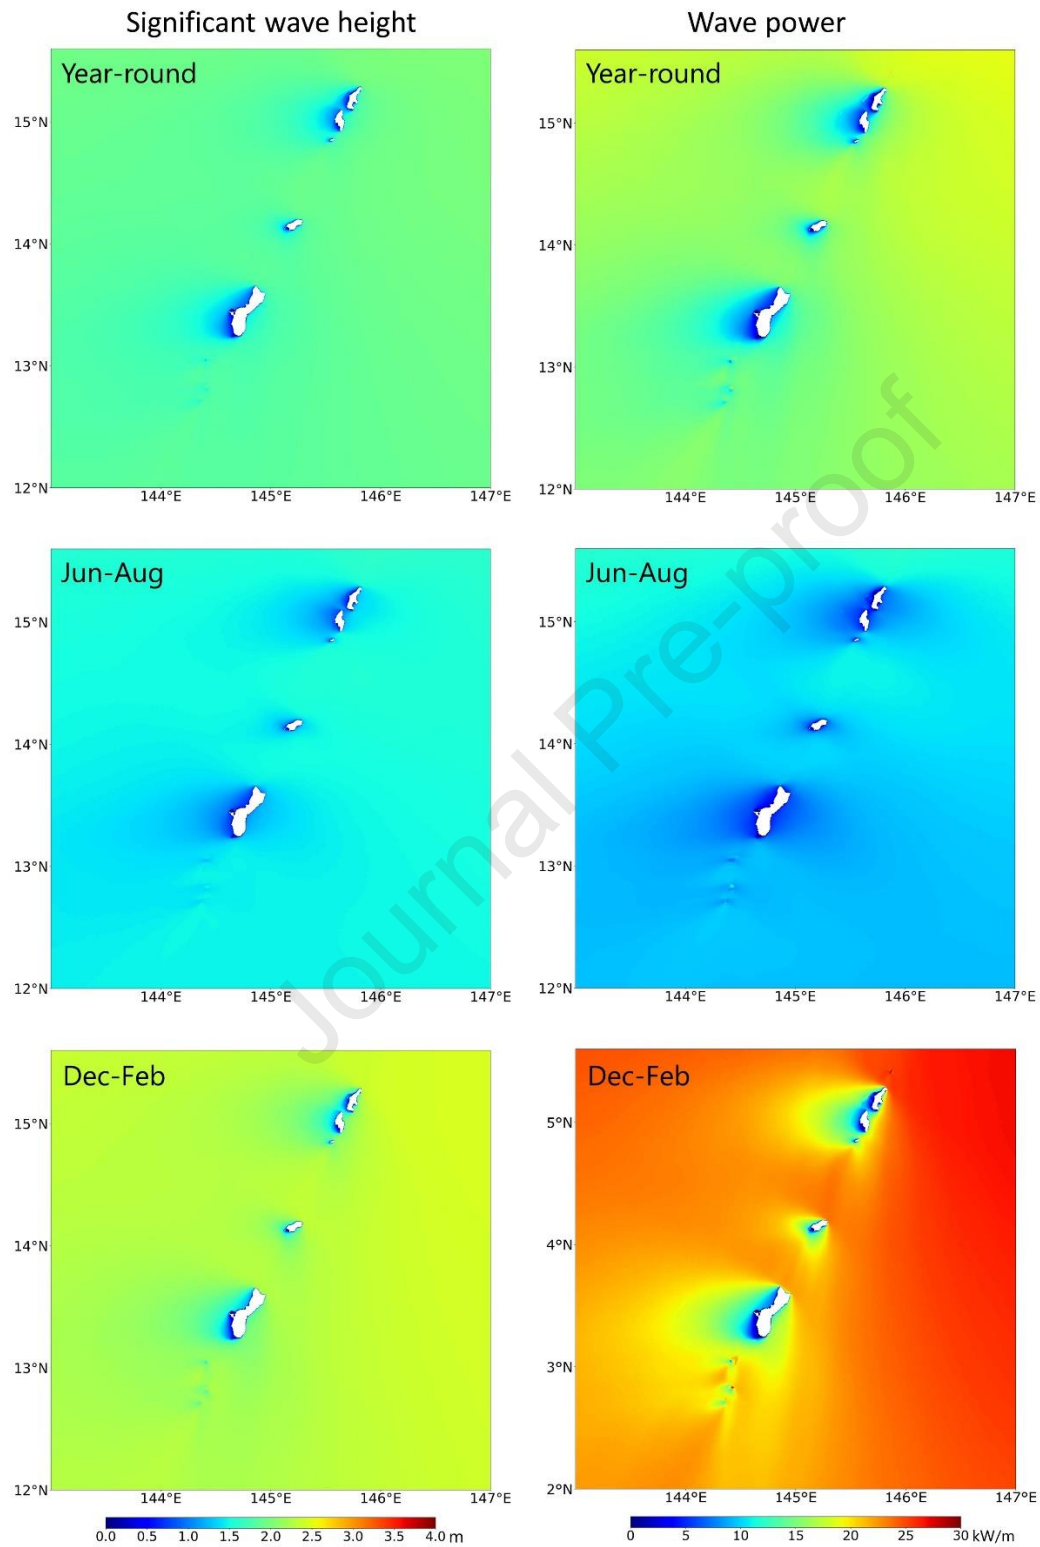 Significant wave height
Wave power
Year-round
15°N
14°N
13°N
12°N
144°E 145°E 146°E 147°E
Year-round
15°N
14°N
13°N
12°N
144°E 145°E 146°E 147°E
Jun-Aug
15°N
14°N
13°N
12°N
144°E 145°E 146°E 147°E
Jun-Aug
15°N
14°N
13°N
12°N
144°E 145°E 146°E 147°E
Dec-Feb
15°N
14°N
13°N
12°N
144°E 145°E 146°E 147°E
Dec-Feb
5°N
4°N
3°N
2°N
144°E 145°E 146°E 147°E
0.0 0.5 1.0 1.5 2.0 2.5 3.0 3.5 4.0 m
0 5 10 15 20 25 30 kW/m
Journal Pre-proof